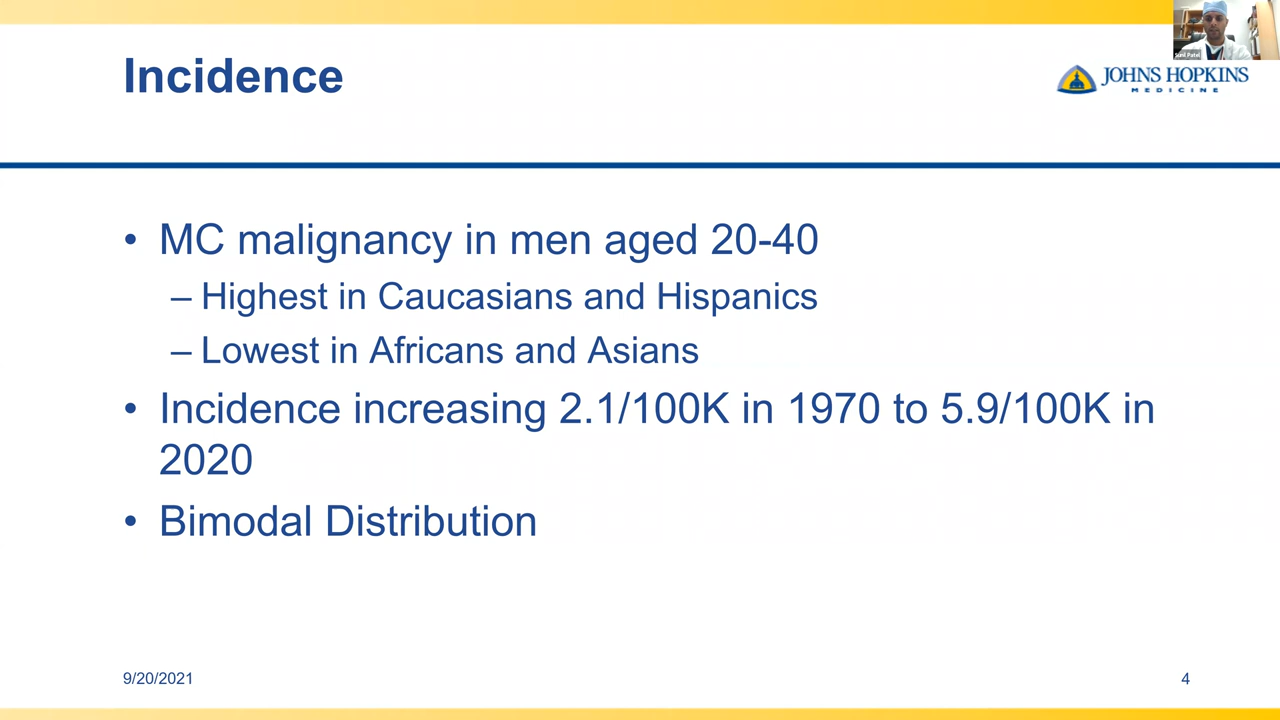 Incidence
Sunil Patel
JOHNS HOPKINS
MEDICINE
• MC malignancy in men aged 20-40
– Highest in Caucasians and Hispanics
– Lowest in Africans and Asians
• Incidence increasing 2.1/100K in 1970 to 5.9/100K in
2020
• Bimodal Distribution
9/20/2021
4